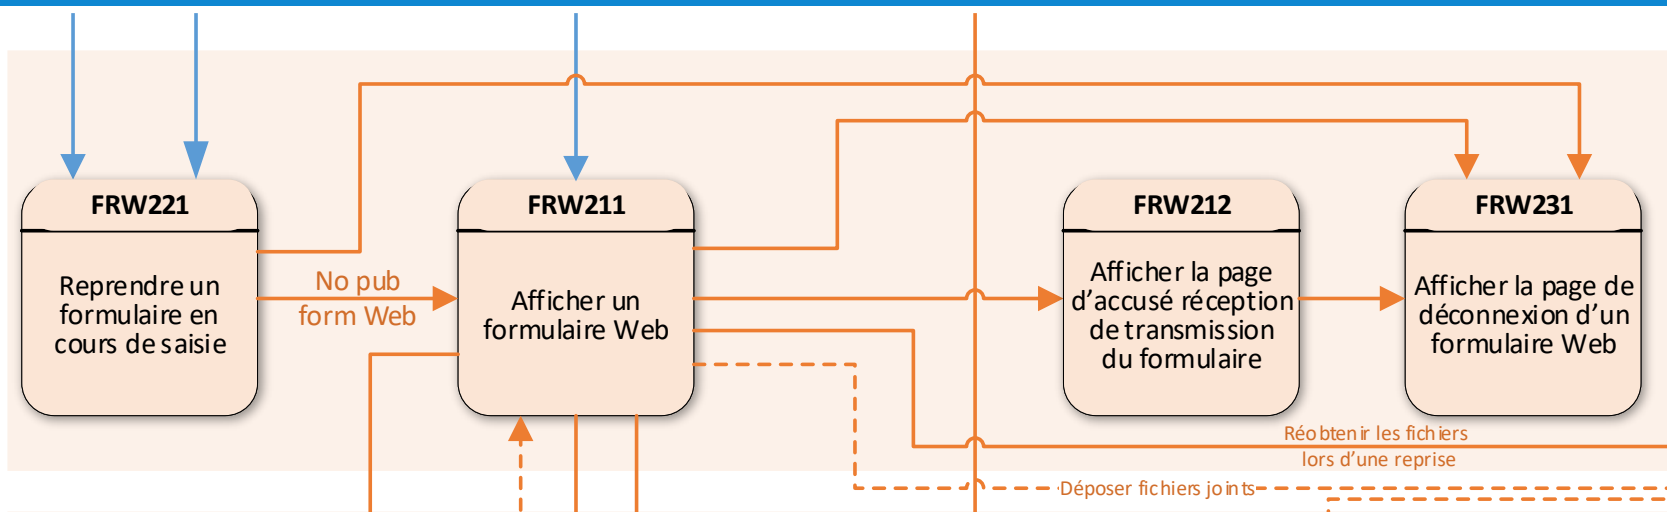 FRW221
Reprendre un
formulaire en
cours de saisie
No pub
form Web
FRW211
Afficher un
formulaire Web
FRW212
Afficher la page
d'accusé réception
de transmission
du formulaire
FRW231
Afficher la page de
déconnexion d'un
formulaire Web
Réobtenir les fichiers
lors d'une reprise
Déposer fichiers joints